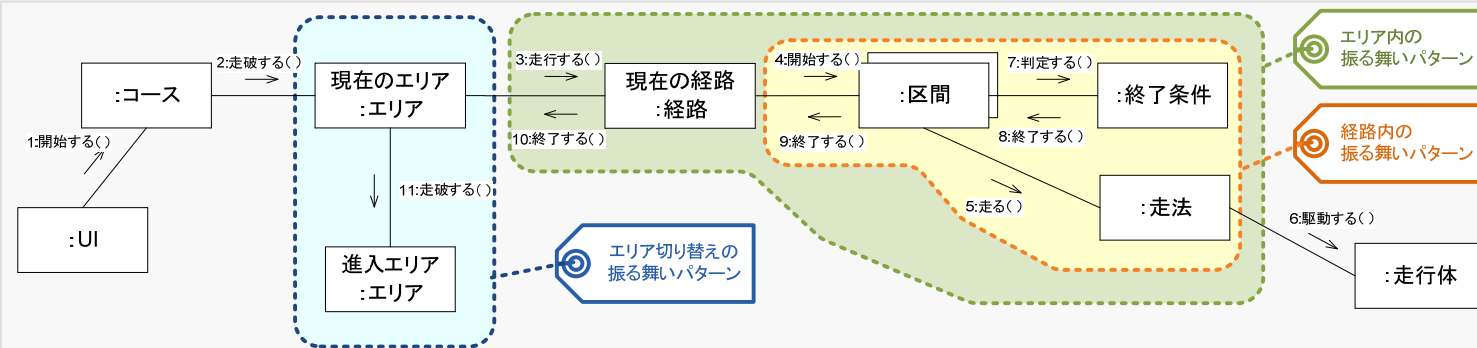 2:走破する( )
3:走行する( )
4:開始する( )
7:判定する( )
エリア内の
振る舞いパターン
:コース
現在のエリア
:エリア
現在の経路
:経路
:区間
:終了条件
1:開始する( )
10:終了する( )
9:終了する( )
8:終了する( )
経路内の
振る舞いパターン
11:走破する( )
5:走る( )
:走法
6:駆動する( )
:UI
進入エリア
:エリア
エリア切り替えの
振る舞いパターン
:走行体